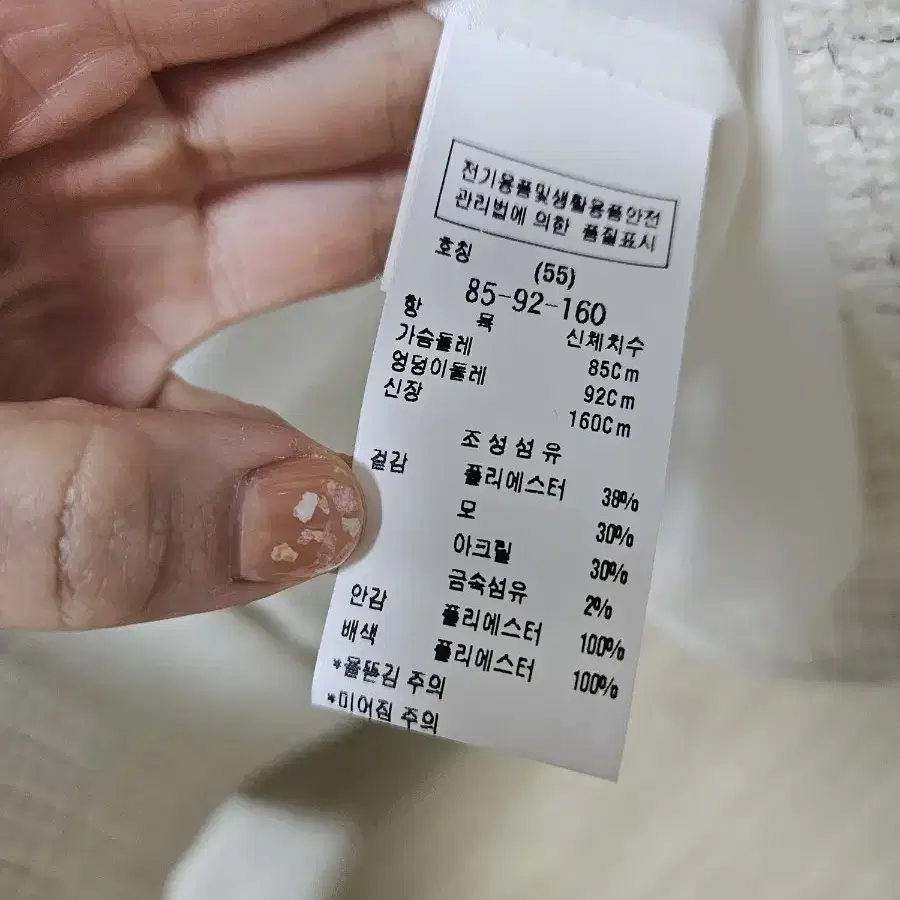 전기용품및생활용품안전
관리법에 의한 품질표시
호칭 (55)
85-92-160
항 목 신체치수
가슴둘레 85Cm
엉덩이둘레 92Cm
신장 160Cm
조성섬유
겉감 폴리에스터 38%
모 30%
아크릴 30%
금속섬유 2%
안감 폴리에스터 100%
배색 폴리에스터 100%
*올뜯김 주의
*미어짐 주의